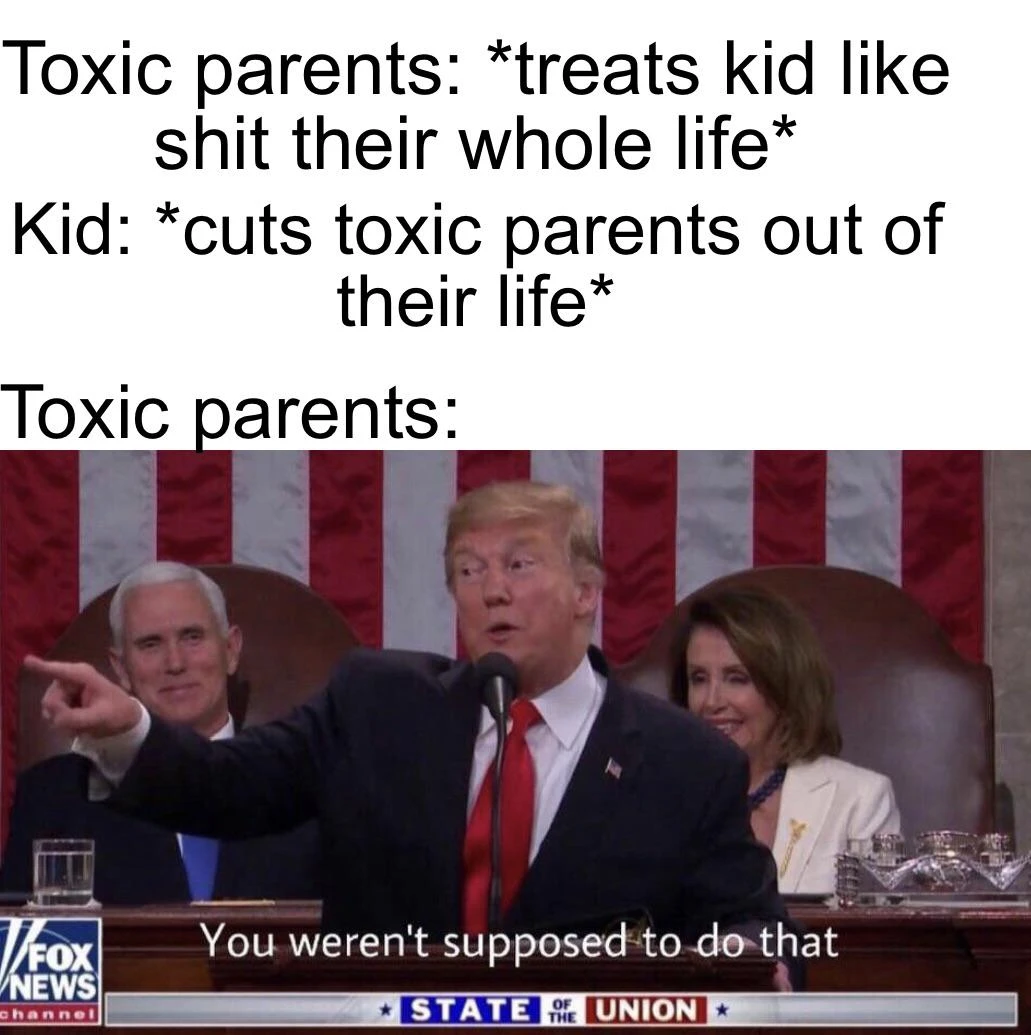 Toxic parents: *treats kid like
shit their whole life*
Kid: *cuts toxic parents out of
their life*
Toxic parents:
You weren't supposed to do that
FOX
NEWS
channel
★ STATE OF THE UNION ★